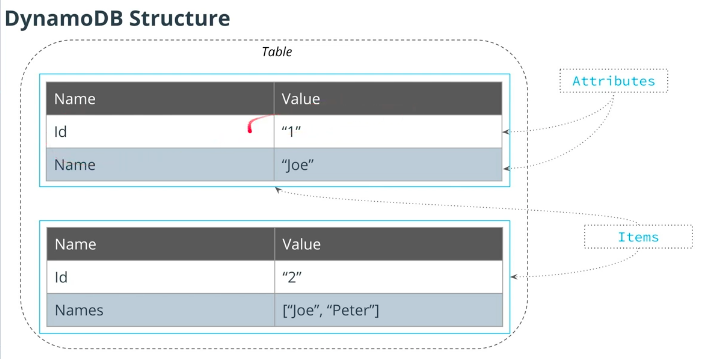 DynamoDB Structure
Table
Name Value
Id “1”
Name “Joe”
Attributes
Name Value
Id “2”
Names [“Joe”, “Peter”]
Items